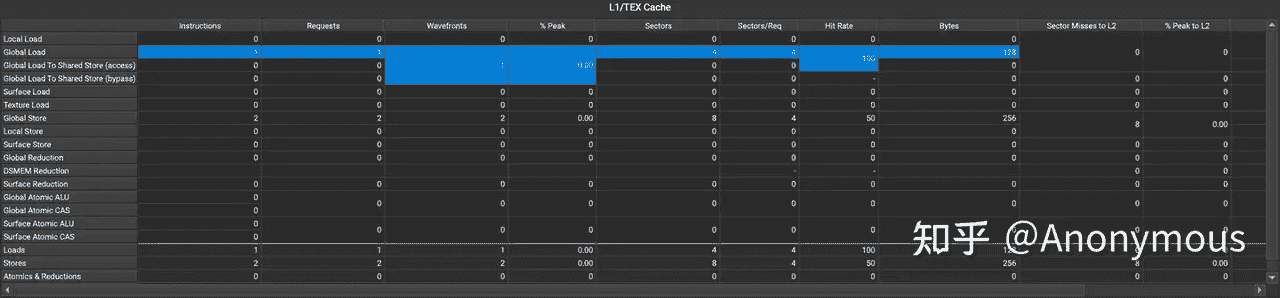 L1/TEX Cache
Instructions Requests Wavefronts % Peak Sectors Sectors/Req Hit Rate Bytes Sector Misses to L2 % Peak to L2
Local Load 0 0 0 0 0 0 0 0
Global Load 1 1 4 4 128 0 0
Global Load To Shared Store (access) 0 0 1 0.00 0 0 100 0
Global Load To Shared Store (bypass) 0 0 0 0 - 0 0 0
Surface Load 0 0 0 0 0 0 0 0 0 0
Texture Load 0 0 0 0 0 0 0 0 0 0
Global Store 2 2 2 0.00 8 4 50 256 8 0.00
Local Store 0 0 0 0 0 0 0 0
Surface Store 0 0 0 0 0 0 0 0 0 0
Global Reduction 0 0 0 0 0 0 0 0 0 0
DSMEM Reduction 0 0 0 0 - - 0 0 0
Surface Reduction 0 0 0 0 0 0 0 0 0 0
Global Atomic ALU 0 0 0 0 0 0 0 0 0 0
Global Atomic CAS 0
Surface Atomic ALU 0 0 0 0 0 0 0 0 0 0
Surface Atomic CAS 0
Loads 1 1 1 0.00 4 4 100
Stores 2 2 2 0.00 8 4 50 256 8 0.00
Atomics & Reductions 0 0 0 0 0 0 0 0 0 0
知乎 @Anonymous